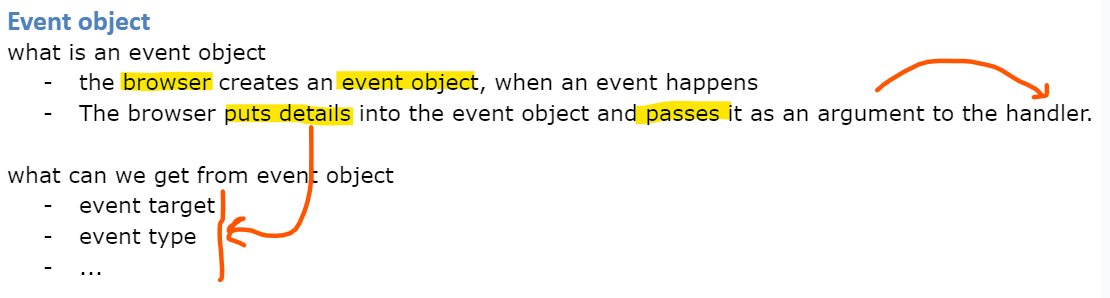 Event object
what is an event object
- the browser creates an event object, when an event happens
- The browser puts details into the event object and passes it as an argument to the handler.
what can we get from event object
- event target
- event type
- ...